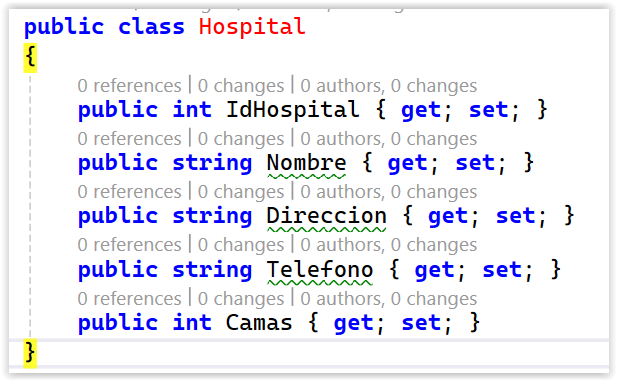 public class Hospital
{
0 references | 0 changes | 0 authors, 0 changes
public int IdHospital { get; set; }
0 references | 0 changes | 0 authors, 0 changes
public string Nombre { get; set; }
0 references | 0 changes | 0 authors, 0 changes
public string Direccion { get; set; }
0 references | 0 changes | 0 authors, 0 changes
public string Telefono { get; set; }
0 references | 0 changes | 0 authors, 0 changes
public int Camas { get; set; }
}